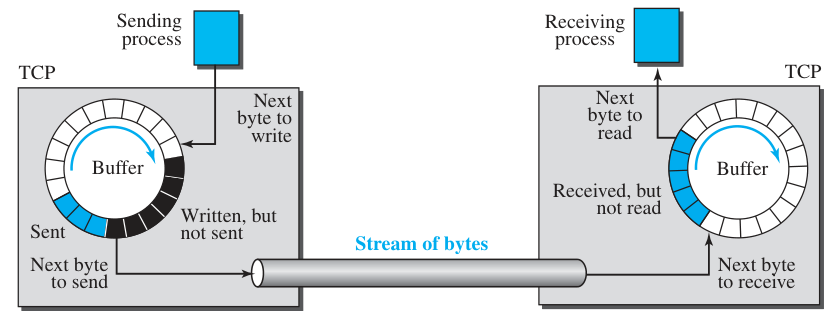 Sending
process
TCP
Next
byte to
write
Buffer
Sent
Written, but
not sent
Next byte
to send
Stream of bytes
Receiving
process
TCP
Next
byte to
read
Buffer
Received, but
not read
Next byte
to receive